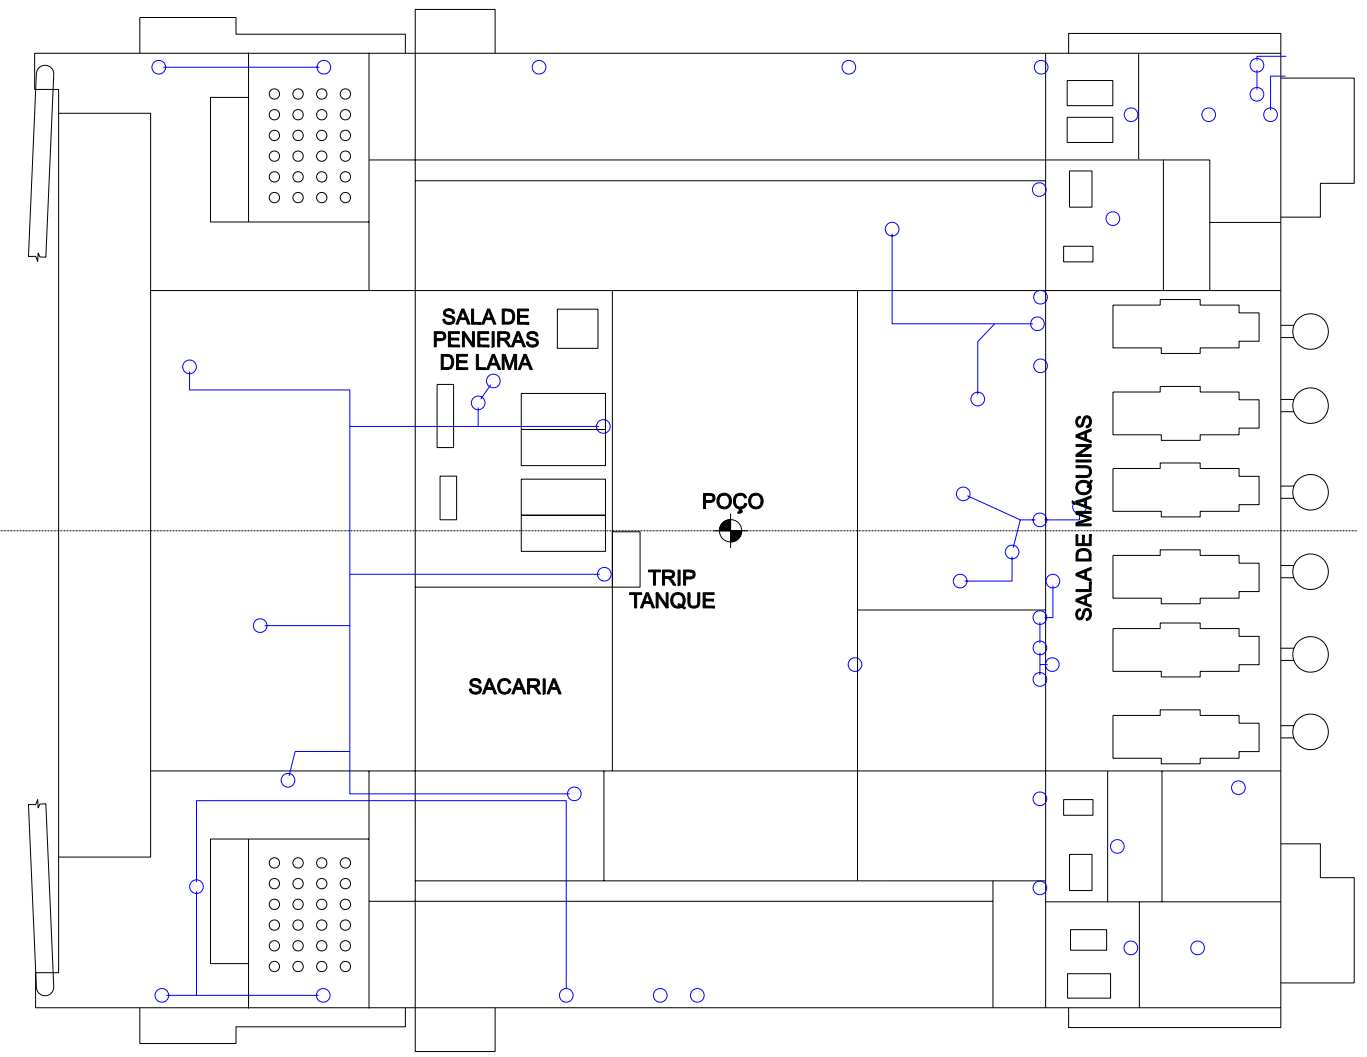 SALA DE
PENEIRAS
DE LAMA
POÇO
SALA DE MÁQUINAS
TRIP
TANQUE
SACARIA